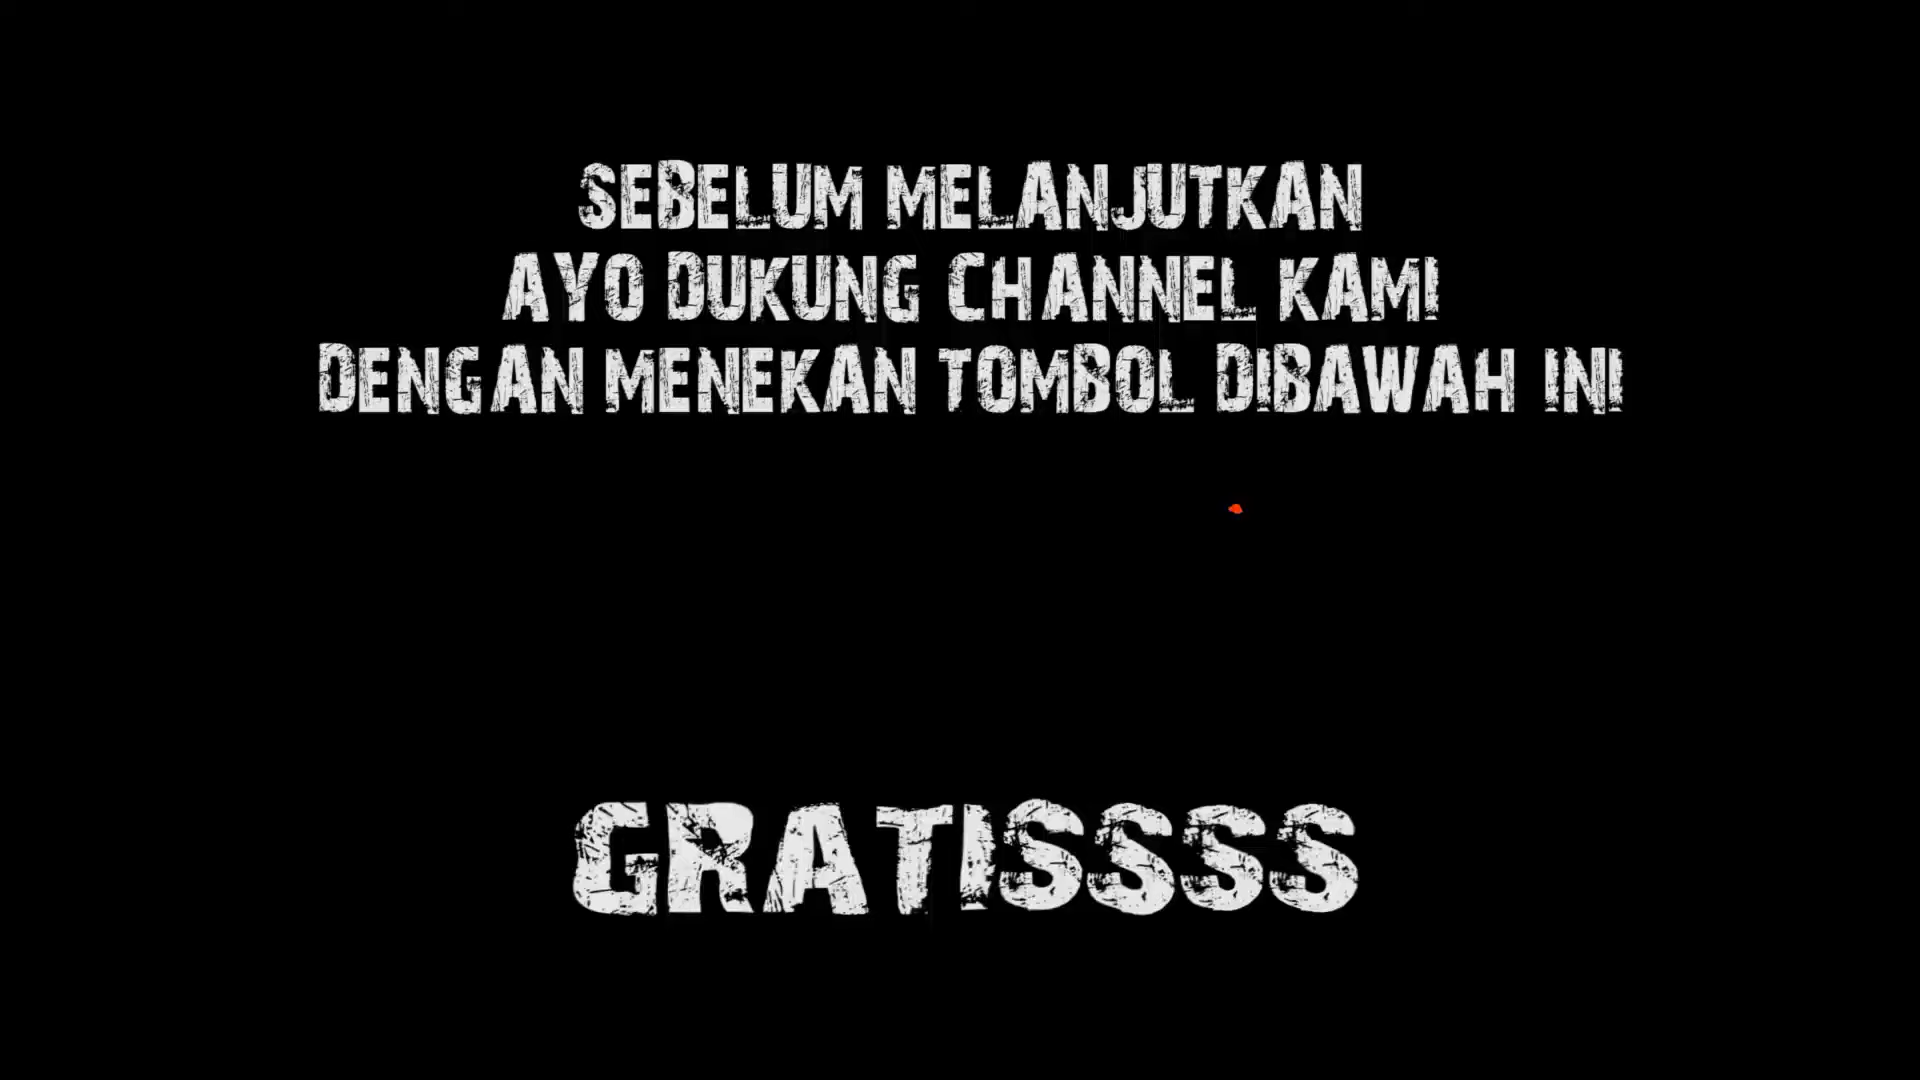 SEBELUM MELANJUTKAN
AYO DUKUNG CHANNEL KAMI
DENGAN MENEKAN TOMBOL DIBAWAH INI
GRATISSSS